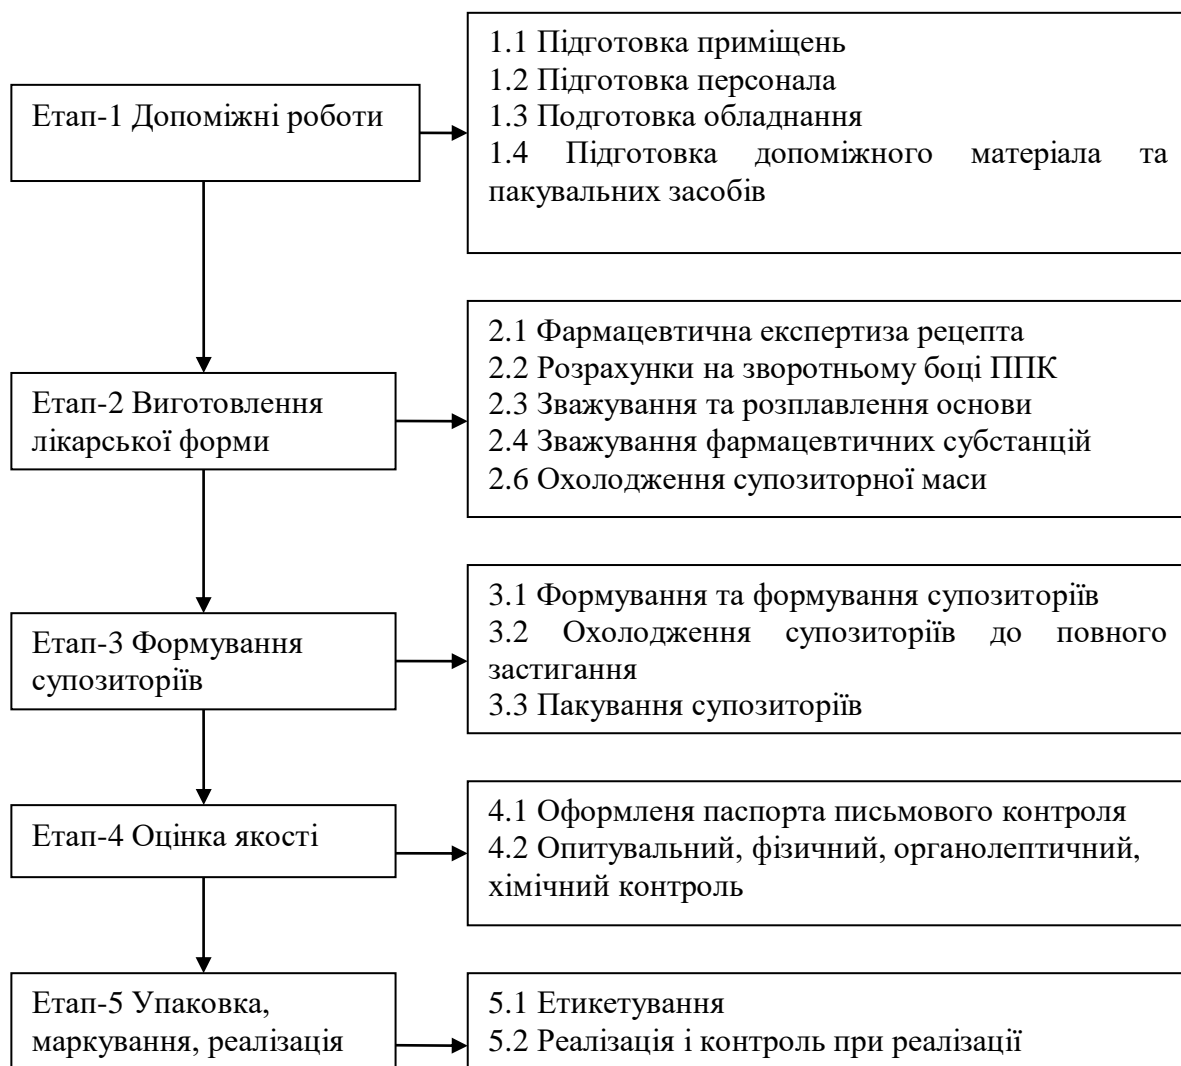 Етап-1 Допоміжні роботи
1.1 Підготовка приміщень
1.2 Підготовка персонала
1.3 Подготовка обладнання
1.4 Підготовка допоміжного матеріала та
пакувальних засобів
Етап-2 Виготовлення
лікарської форми
2.1 Фармацевтична експертиза рецепта
2.2 Розрахунки на зворотньому боці ППК
2.3 Зважування та розплавлення основи
2.4 Зважування фармацевтичних субстанцій
2.6 Охолодження супозиторної маси
Етап-3 Формування
супозиторіїв
3.1 Формування та формування супозиторіїв
3.2 Охолодження супозиторіїв до повного
застигання
3.3 Пакування супозиторіїв
Етап-4 Оцінка якості
4.1 Оформленя паспорта письмового контроля
4.2 Опитувальний, фізичний, органолептичний,
хімічний контроль
Етап-5 Упаковка,
маркування, реалізація
5.1 Етикетування
5.2 Реалізація і контроль при реалізації